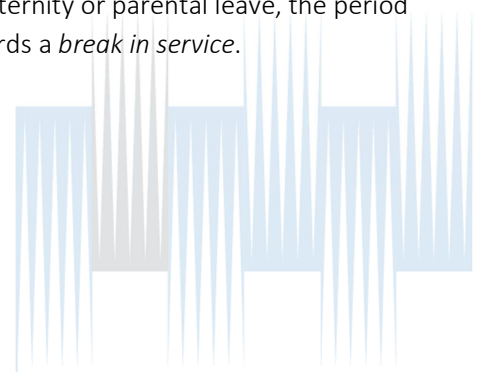 ternity or parental leave, the period
rds a break in service.